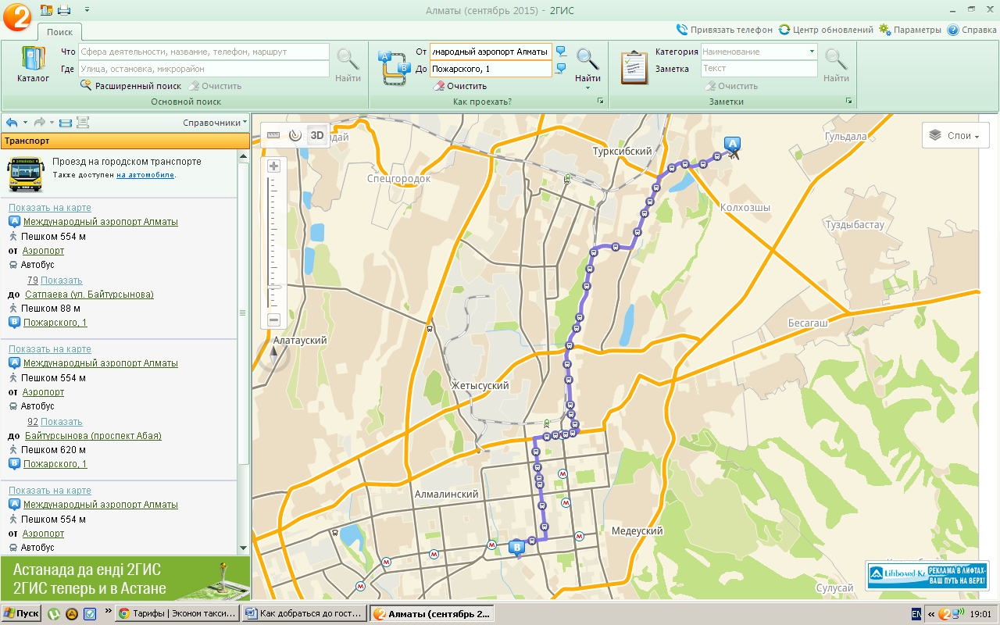 Алматы (сентябрь 2015) - 2ГИС
Поиск
Привязать телефон
Центр обновлений
Параметры
Справка
Каталог
Что
Сфера деятельности, название, телефон, маршрут
Где
Улица, остановка, микрорайон
Найти
Расширенный поиск
Очистить
Основной поиск
От
народный аэропорт Алматы
До
Пожарского, 1
Найти
Очистить
Как проехать?
Категория
Наименование
Заметка
Текст
Найти
Очистить
Заметки
Справочники
Транспорт
Проезд на городском транспорте
Также доступен на автомобиле.
Показать на карте
A Международный аэропорт Алматы
Пешком 554 м
от Аэропорт
Автобус
79 Показать
до Сатпаева (ул. Байтурсынова)
Пешком 88 м
B Пожарского, 1
Показать на карте
A Международный аэропорт Алматы
Пешком 554 м
от Аэропорт
Автобус
92 Показать
до Байтурсынова (проспект Абая)
Пешком 620 м
B Пожарского, 1
Показать на карте
A Международный аэропорт Алматы
Пешком 554 м
от Аэропорт
Автобус
Астанада да енді 2ГИС
2ГИС теперь и в Астане
3D
Слои
дай
Турксибский
A
Гульдала
Спецгородок
Колхозшы
Туздыбастау
Бесагаш
Алатауский
Жетысуский
Алмалинский
Медеуский
B
Сулусай
Liftboard-Kz
РЕКЛАМА В ЛИФТАХ-
ВАШ ПУТЬ НА ВЕРХ!
Пуск
Тарифы | Эконом такси...
Как добраться до гост...
Алматы (сентябрь 2...
EN
19:01